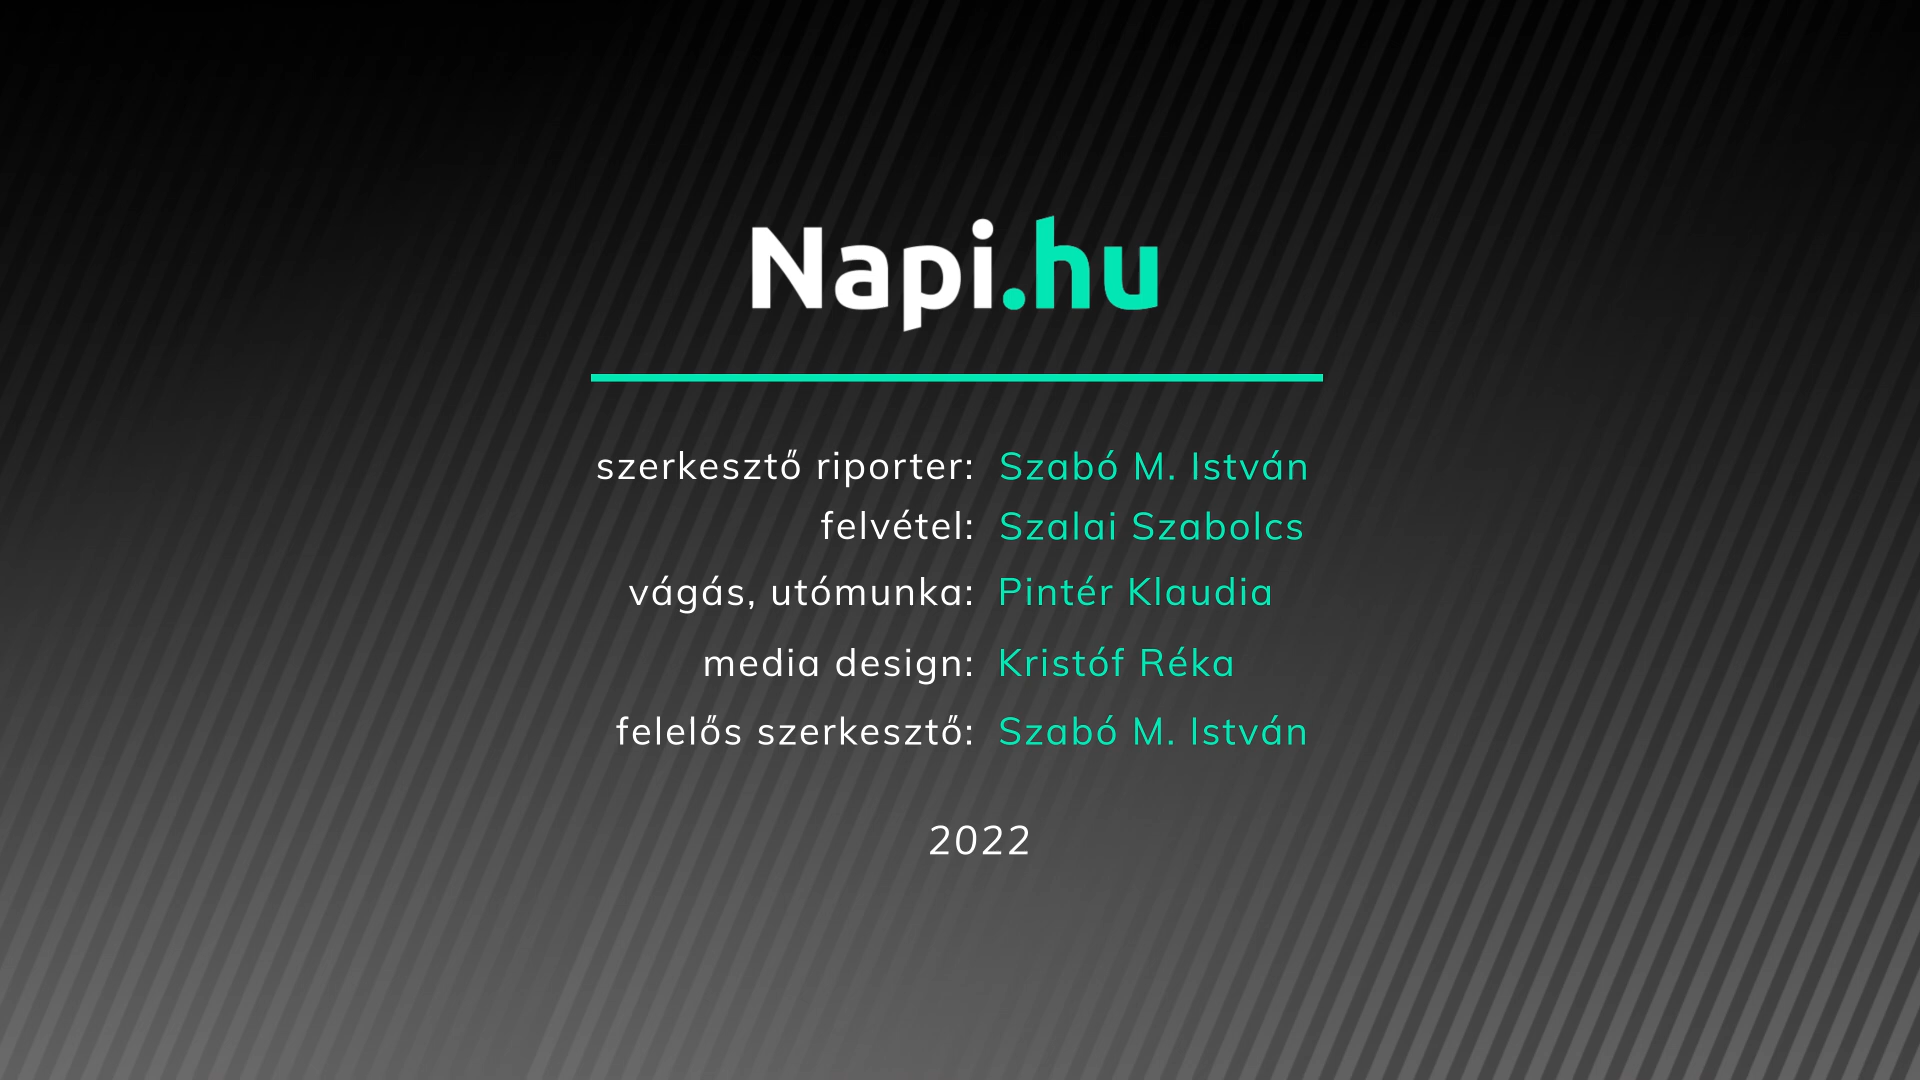 Napi.hu
szerkesztő riporter: Szabó M. István
felvétel: Szalai Szabolcs
vágás, utómunka: Pintér Klaudia
media design: Kristóf Réka
felelős szerkesztő: Szabó M. István
2022